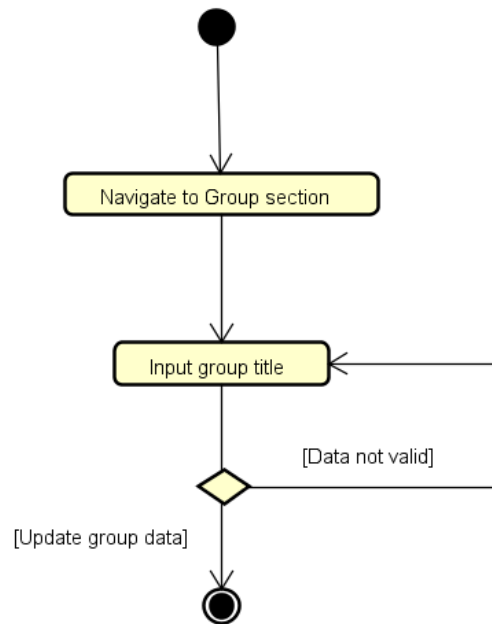 Navigate to Group section
Input group title
[Data not valid]
[Update group data]